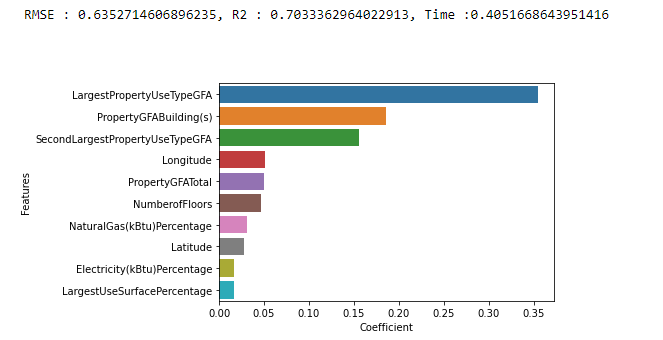 RMSE : 0.6352714606896235, R2 : 0.7033362964022913, Time :0.4051668643951416
LargestPropertyUseTypeGFA
PropertyGFABuilding(s)
SecondLargestPropertyUseTypeGFA
Longitude
PropertyGFATotal
NumberofFloors
NaturalGas(kBtu)Percentage
Latitude
Electricity(kBtu)Percentage
LargestUseSurfacePercentage
Features
0.00 0.05 0.10 0.15 0.20 0.25 0.30 0.35
Coefficient